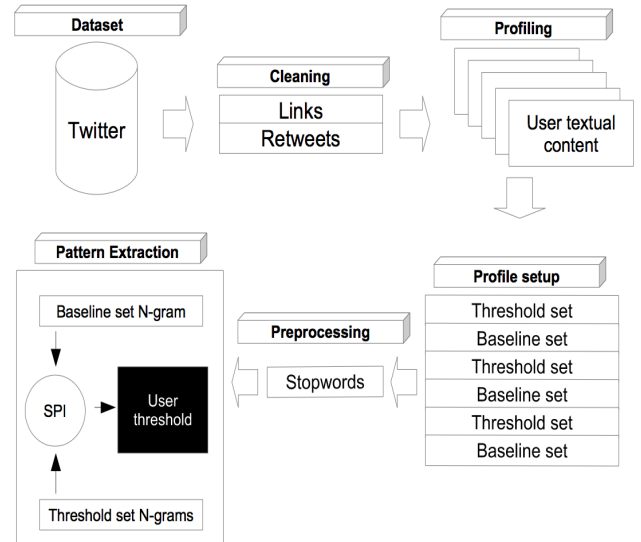 Dataset
Twitter
Cleaning
Links
Retweets
Profiling
User textual
content
Profile setup
Threshold set
Baseline set
Threshold set
Baseline set
Threshold set
Baseline set
Preprocessing
Stopwords
Pattern Extraction
Baseline set N-gram
SPI
User
threshold
Threshold set N-grams